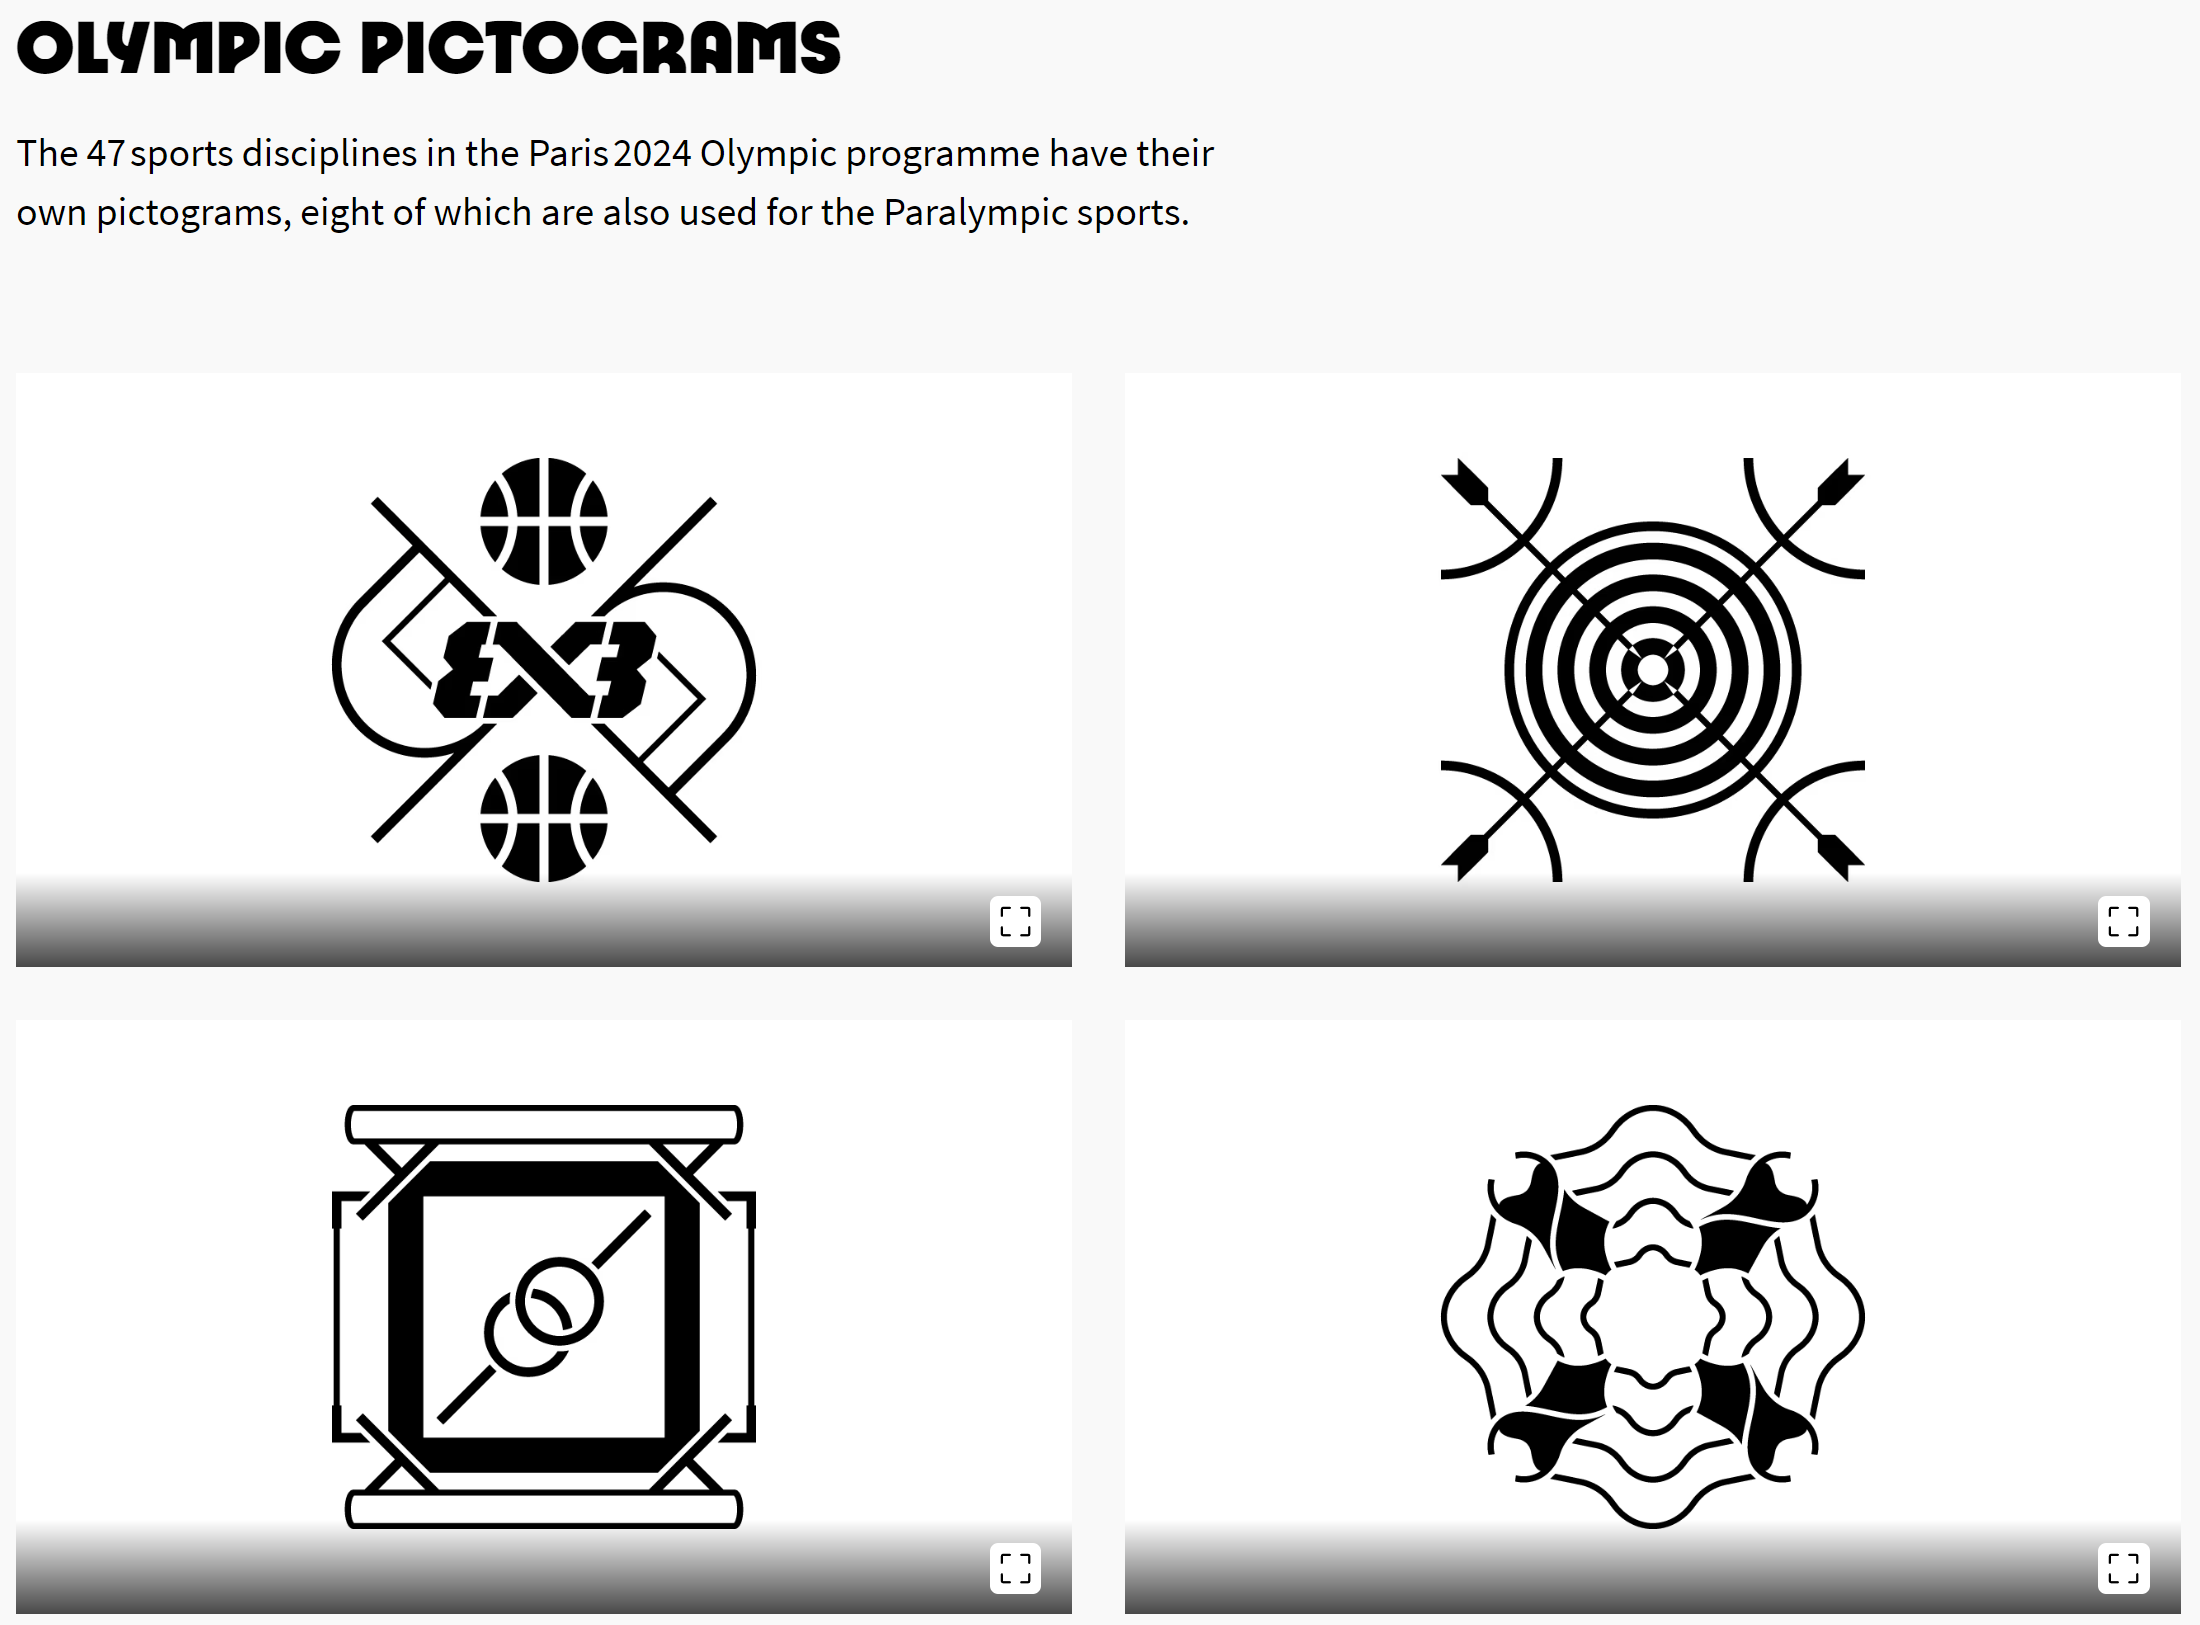 OLYMPIC PICTOGRAMS
The 47 sports disciplines in the Paris 2024 Olympic programme have their
own pictograms, eight of which are also used for the Paralympic sports.
3X3